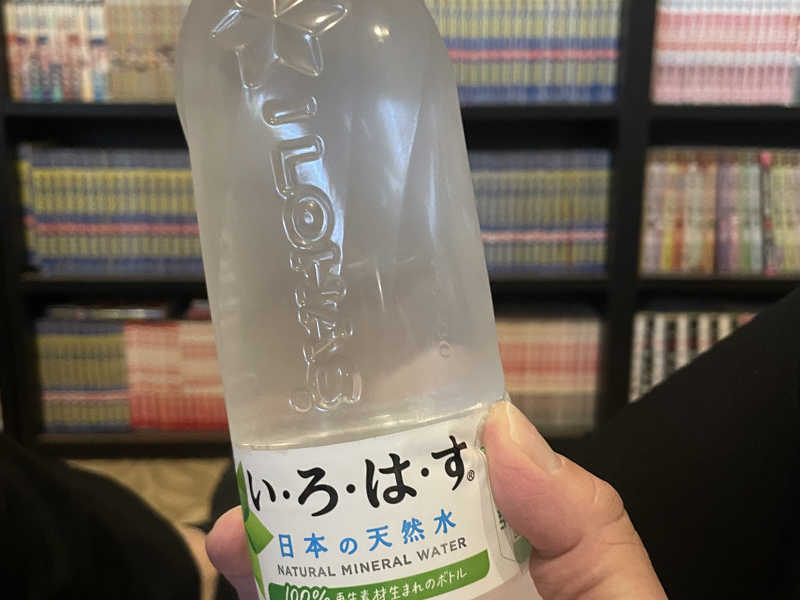 ILOHAS
い・ろ・は・す®
日本の天然水
NATURAL MINERAL WATER
100%再生素材生まれのボトル